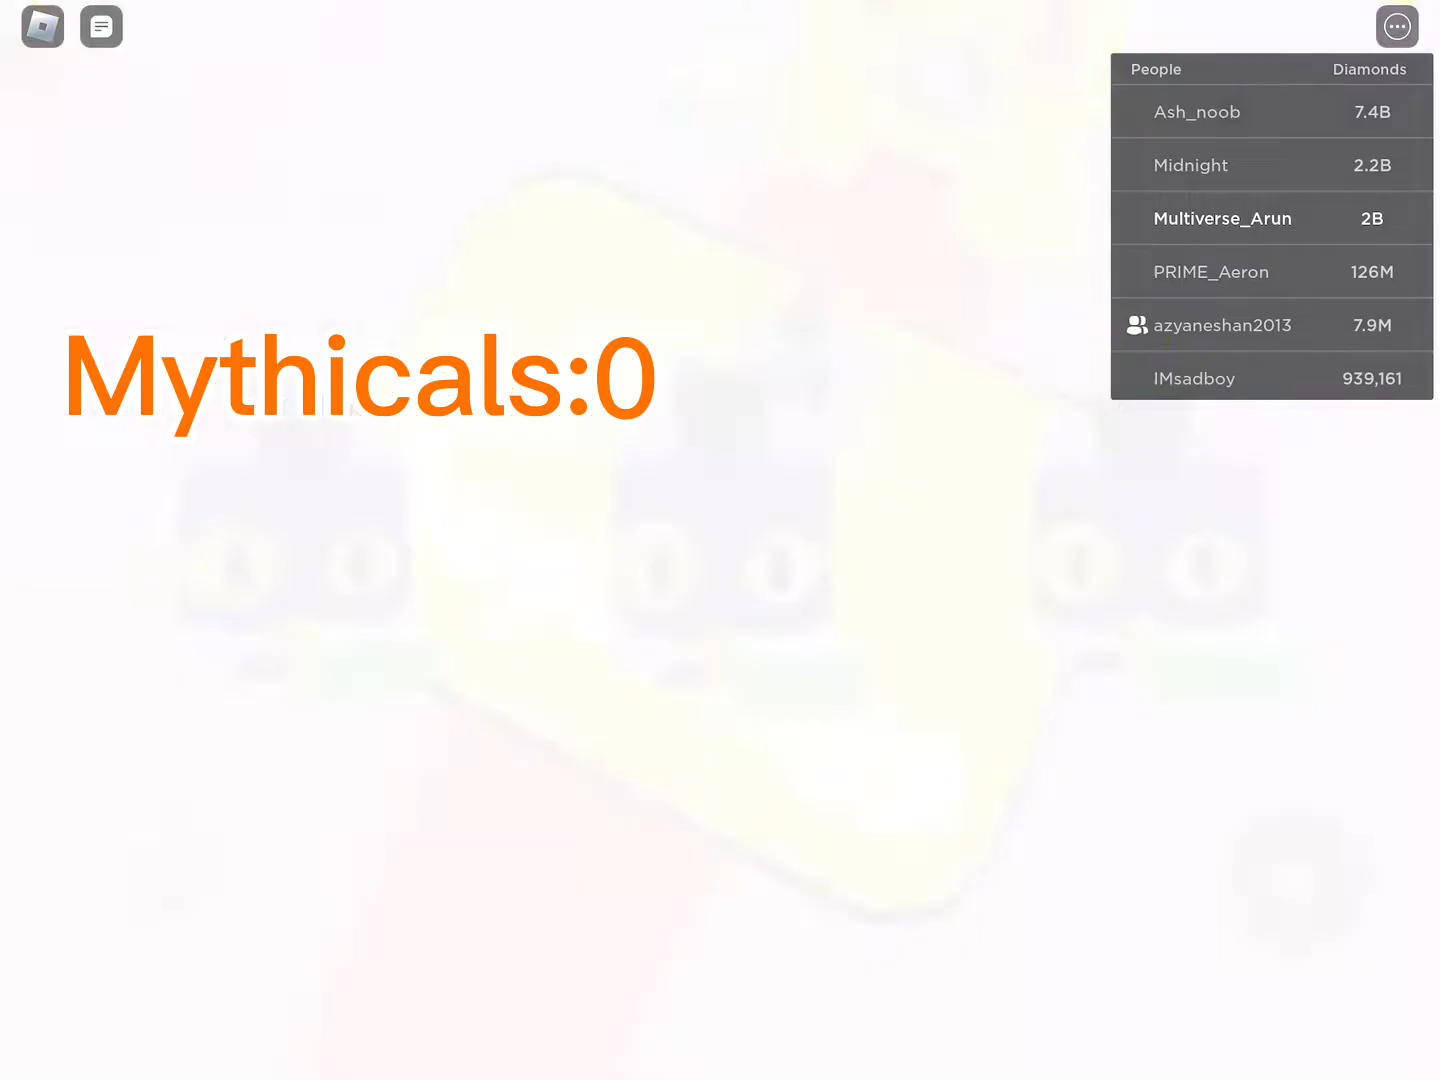 People Diamonds
Ash_noob 7.4B
Midnight 2.2B
Multiverse_Arun 2B
PRIME_Aeron 126M
azyaneshan2013 7.9M
IMsadboy 939,161
Mythicals:0